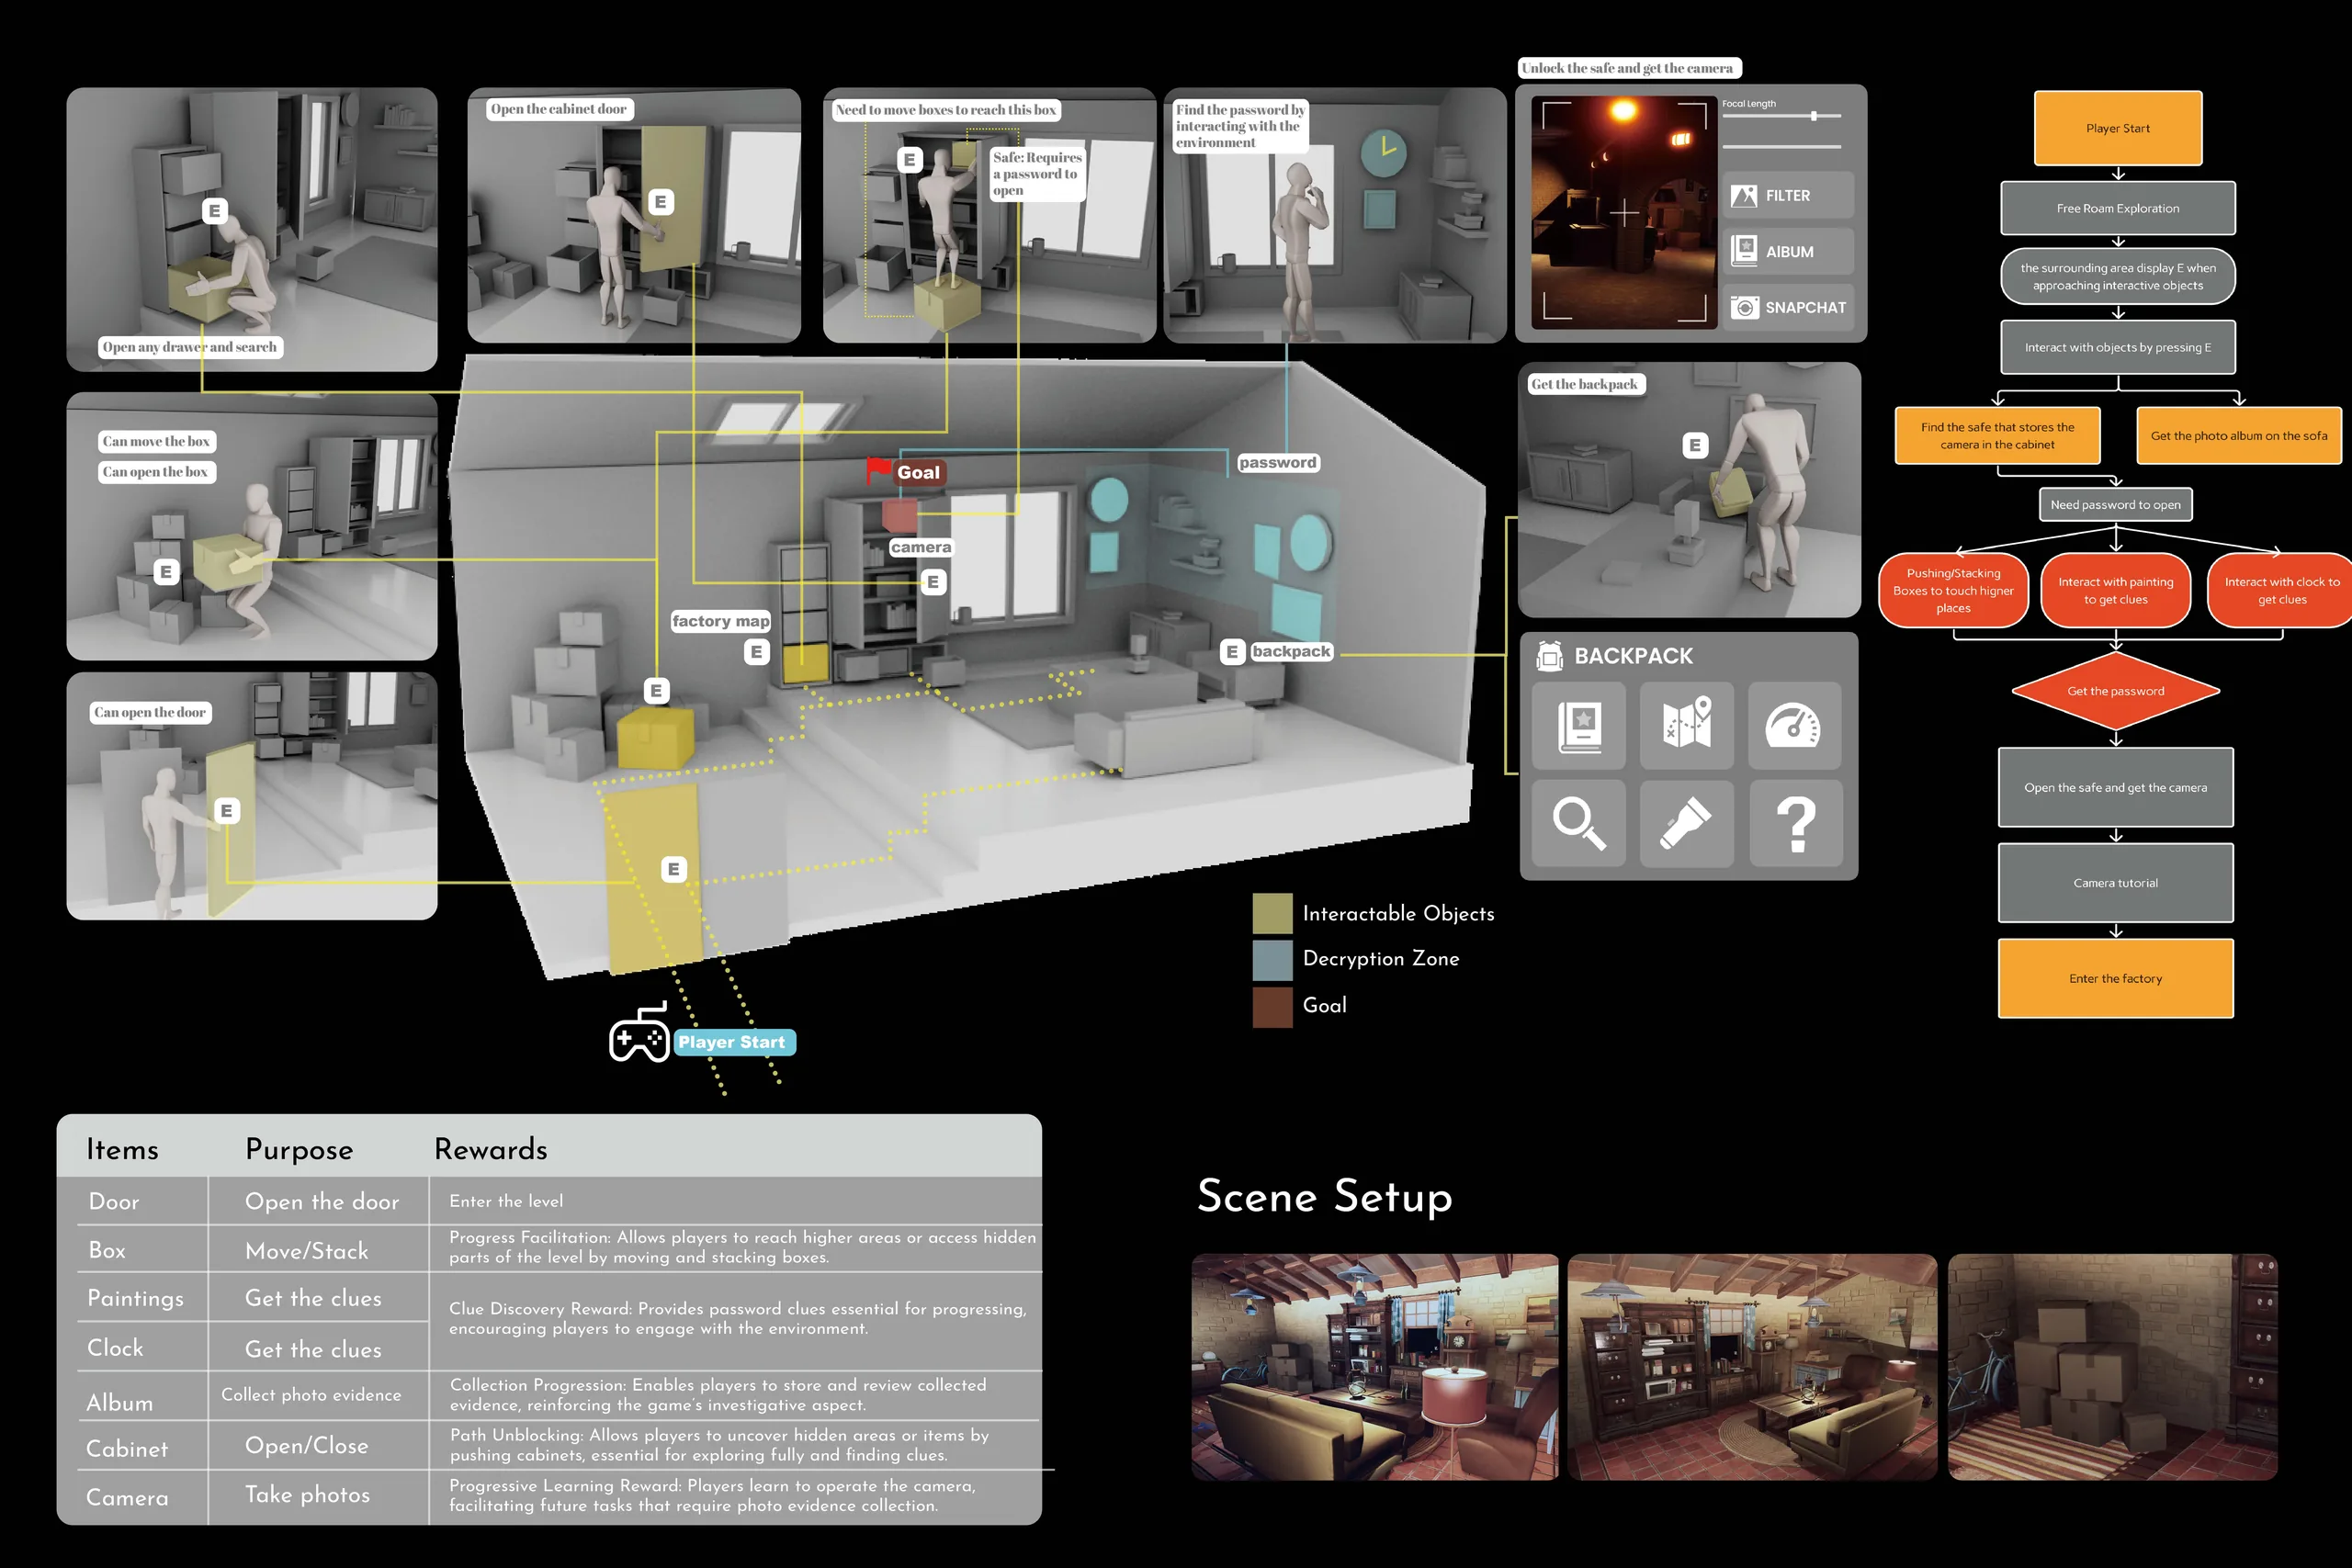 Unlock the safe and get the camera
E
Open any drawer and search
Open the cabinet door
E
Need to move boxes to reach this box
E
Safe: Requires
a password to
open
Find the password by
interacting with the
environment
Focal Length
FILTER
AlBUM
SNAPCHAT
Can move the box
Can open the box
E
Can open the door
E
Goal
camera
E
factory map
E
E
E
password
E
backpack
Player Start
Get the backpack
E
BACKPACK
Interactable Objects
Decryption Zone
Goal
Player Start
Free Roam Exploration
the surrounding area display E when
approaching interactive objects
Interact with objects by pressing E
Find the safe that stores the
camera in the cabinet
Get the photo album on the sofa
Need password to open
Pushing/Stacking
Boxes to touch higner
places
Interact with painting
to get clues
Interact with clock to
get clues
Get the password
Open the safe and get the camera
Camera tutorial
Enter the factory
Items
Purpose
Rewards
Door
Open the door
Enter the level
Box
Move/Stack
Progress Facilitation: Allows players to reach higher areas or access hidden
parts of the level by moving and stacking boxes.
Paintings
Get the clues
Clock
Get the clues
Clue Discovery Reward: Provides password clues essential for progressing,
encouraging players to engage with the environment.
Album
Collect photo evidence
Collection Progression: Enables players to store and review collected
evidence, reinforcing the game's investigative aspect.
Cabinet
Open/Close
Path Unblocking: Allows players to uncover hidden areas or items by
pushing cabinets, essential for exploring fully and finding clues.
Camera
Take photos
Progressive Learning Reward: Players learn to operate the camera,
facilitating future tasks that require photo evidence collection.
Scene Setup